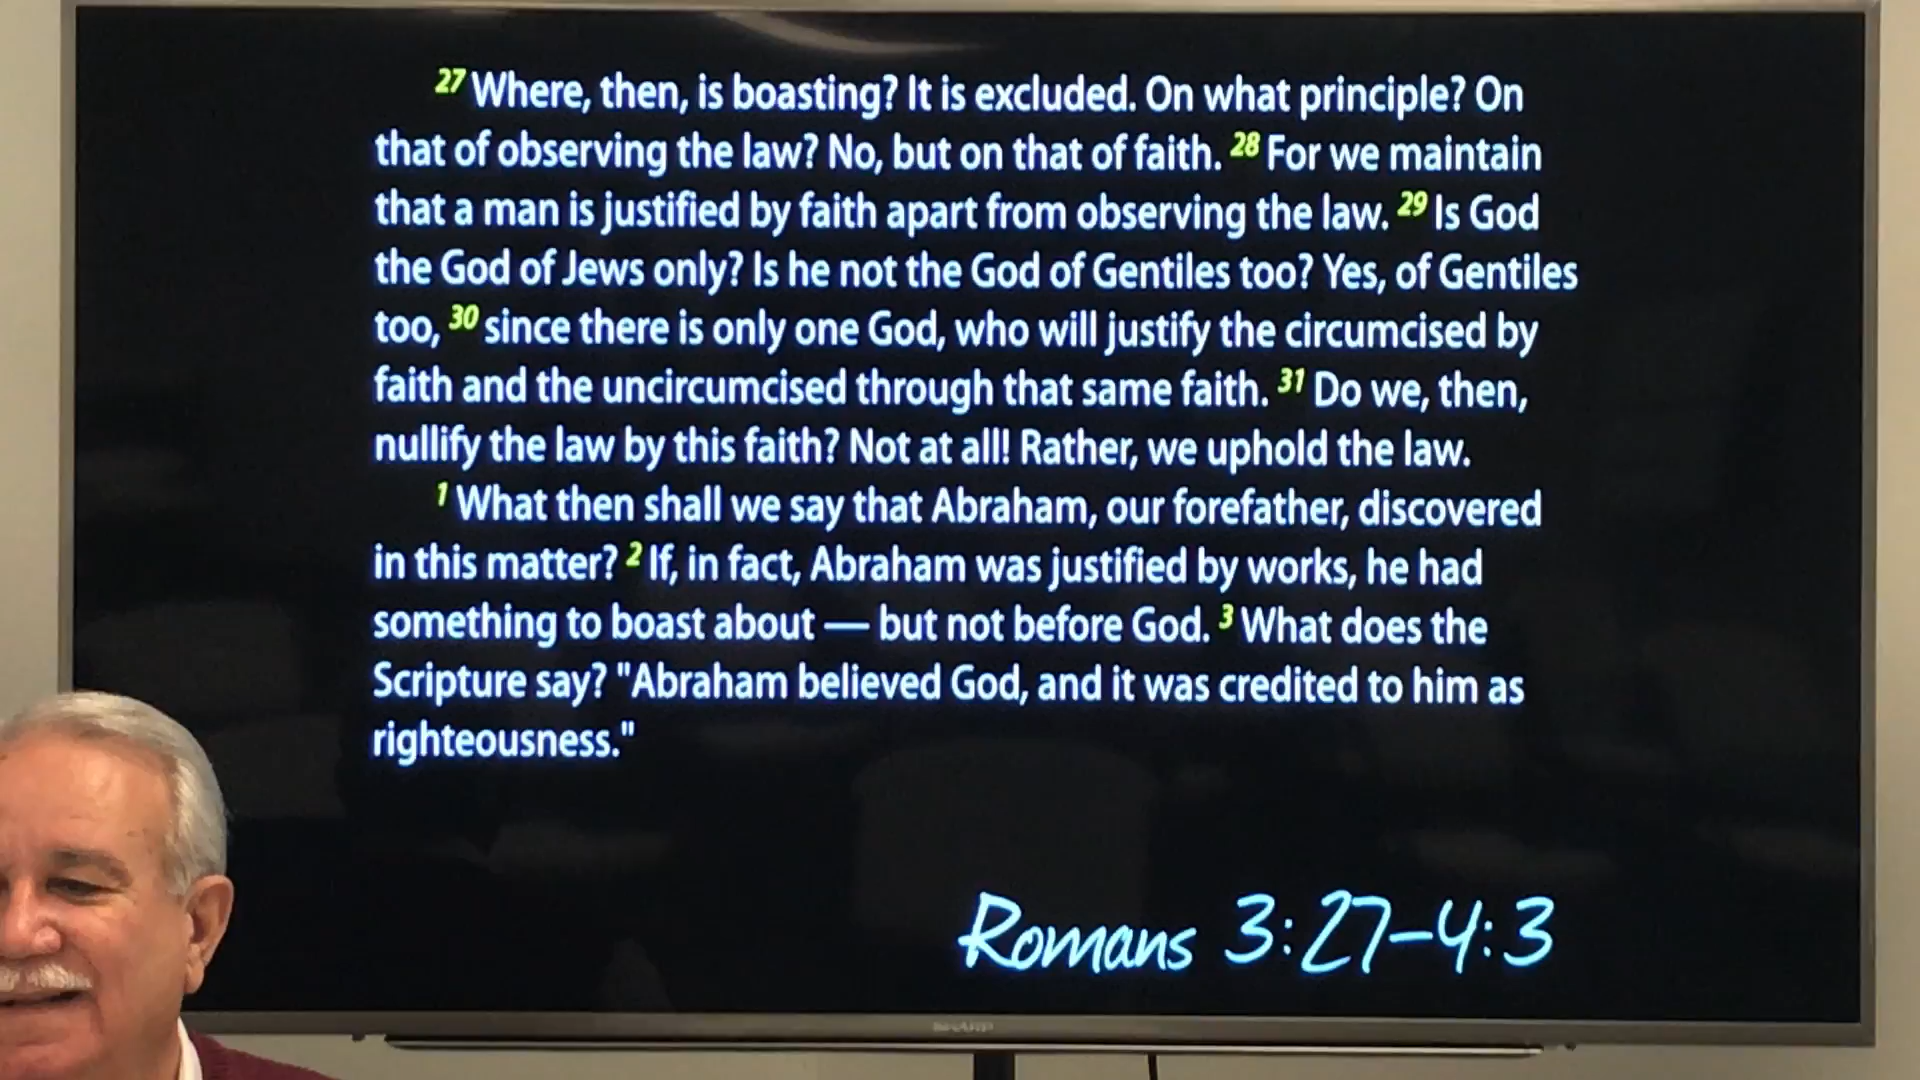 27 Where, then, is boasting? It is excluded. On what principle? On
that of observing the law? No, but on that of faith. 28 For we maintain
that a man is justified by faith apart from observing the law. 29 Is God
the God of Jews only? Is he not the God of Gentiles too? Yes, of Gentiles
too, 30 since there is only one God, who will justify the circumcised by
faith and the uncircumcised through that same faith. 31 Do we, then,
nullify the law by this faith? Not at all! Rather, we uphold the law.
1 What then shall we say that Abraham, our forefather, discovered
in this matter? 2 If, in fact, Abraham was justified by works, he had
something to boast about — but not before God. 3 What does the
Scripture say? "Abraham believed God, and it was credited to him as
righteousness."
Romans 3:27–4:3
SHARP